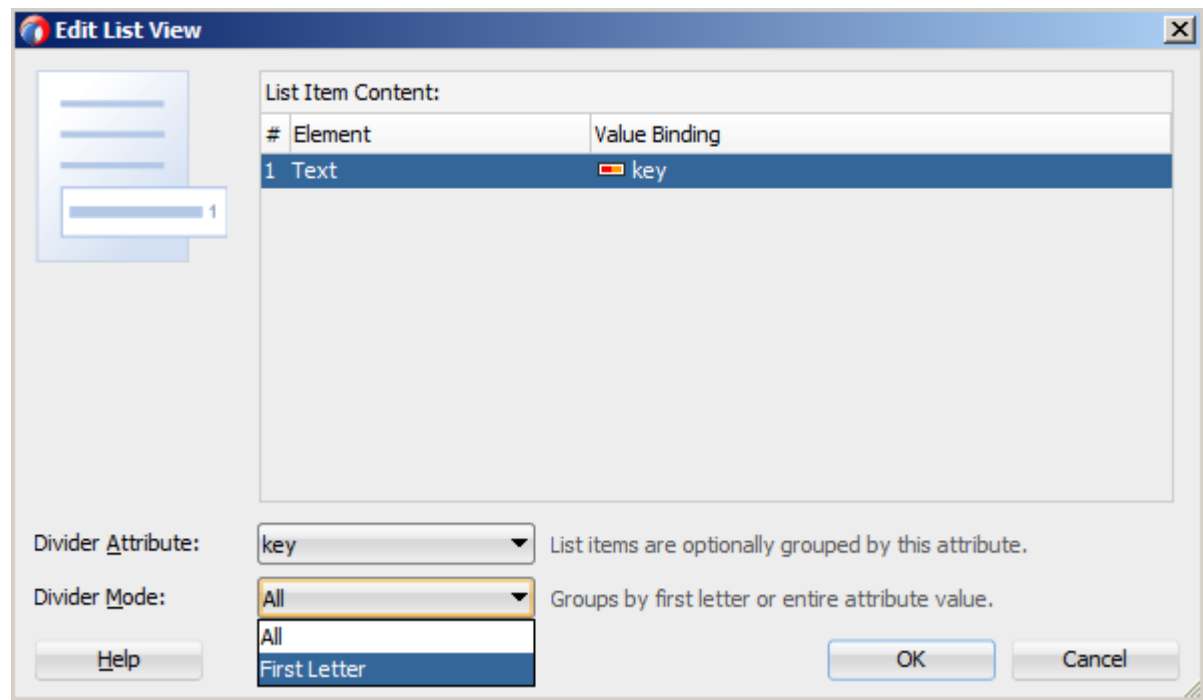 Edit List View
List Item Content:
# Element Value Binding
1 Text key
1
Divider Attribute: key List items are optionally grouped by this attribute.
Divider Mode: All Groups by first letter or entire attribute value.
All
First Letter
Help OK Cancel